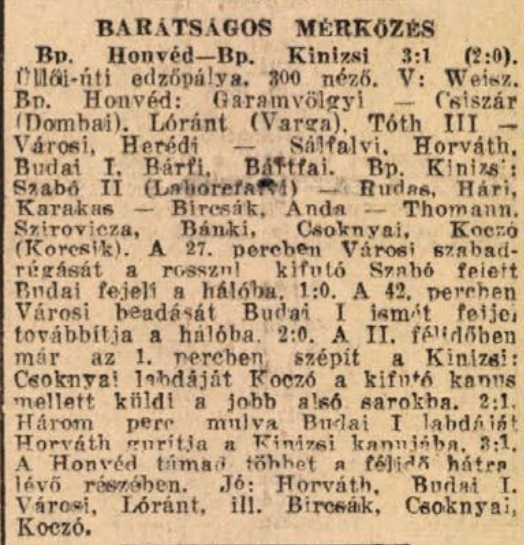 BARÁTSÁGOS MÉRKŐZÉS
Bp. Honvéd—Bp. Kinizsi 3:1 (2:0).
Üllői-úti edzőpálya. 300 néző. V: Weisz.
Bp. Honvéd: Garamvölgyi — Csiszár
(Dombai). Lóránt (Varga), Tóth III —
Városi, Herédi — Sálfalvi, Horváth,
Budai I. Bárfi, Bártfai. Bp. Kinizsi:
Szabó II — Rudas, Hári,
Karakas — Bircsák, Anda — Thomann,
Szirovicza, Bánki, Csoknyai, Koczó
(Korcsik). A 27. percben Városi szabad-
rúgását a rosszul kifutó Szabó felett
Budai fejeli a hálóba. 1:0. A 42. percben
Városi beadását Budai I ismét fejjel
továbbítja a hálóba. 2:0. A II. félidőben
már az 1. percben szépít a Kinizsi:
Csoknyai labdáját Koczó a kifutó kapus
mellett küldi a jobb alsó sarokba. 2:1.
Három perc mulva Budai I labdáját
Horváth gurítja a Kinizsi kapujába. 3:1.
A Honvéd támad többet a félidő hátra
lévő részében. Jó: Horváth, Budai I.
Városi, Lóránt, ill. Bircsák, Csoknyai,
Koczó.